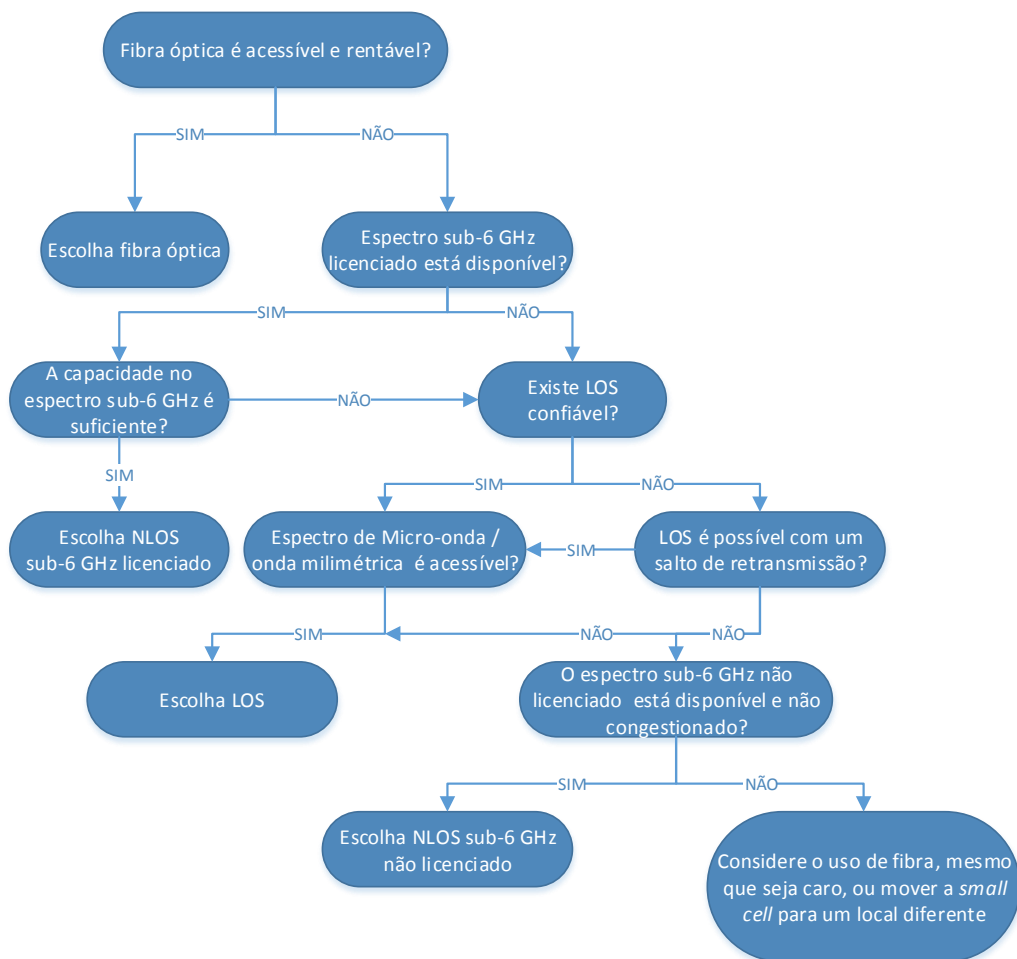 Fibra óptica é acessível e rentável?
SIM
NÃO
Escolha fibra óptica
Espectro sub-6 GHz
licenciado está disponível?
SIM
NÃO
A capacidade no
espectro sub-6 GHz é
suficiente?
NÃO
Existe LOS
confiável?
SIM
SIM
NÃO
Escolha NLOS
sub-6 GHz licenciado
Espectro de Micro-onda /
onda milimétrica é acessível?
SIM
LOS é possível com um
salto de retransmissão?
SIM
NÃO
NÃO
Escolha LOS
O espectro sub-6 GHz não
licenciado está disponível e não
congestionado?
SIM
NÃO
Escolha NLOS sub-6 GHz
não licenciado
Considere o uso de fibra, mesmo
que seja caro, ou mover a small
cell para um local diferente